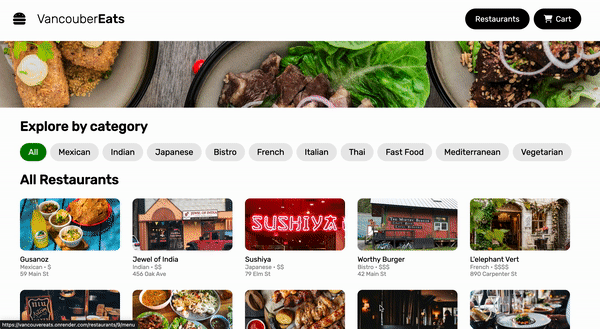 VancouberEats
Restaurants
Cart
Explore by category
All
Mexican
Indian
Japanese
Bistro
French
Italian
Thai
Fast Food
Mediterranean
Vegetarian
All Restaurants
JEWEL OF INDIA
SUSHIYA
Gusanoz
Mexican • $
59 Main St
Jewel of India
Indian • $$
456 Oak Ave
Sushiya
Japanese • $$
79 Elm St
Worthy Burger
Bistro • $$$
42 Main St
L'elephant Vert
French • $$$$
890 Carpenter St
https://vancouvereats.onrender.com/restaurants/9/menu